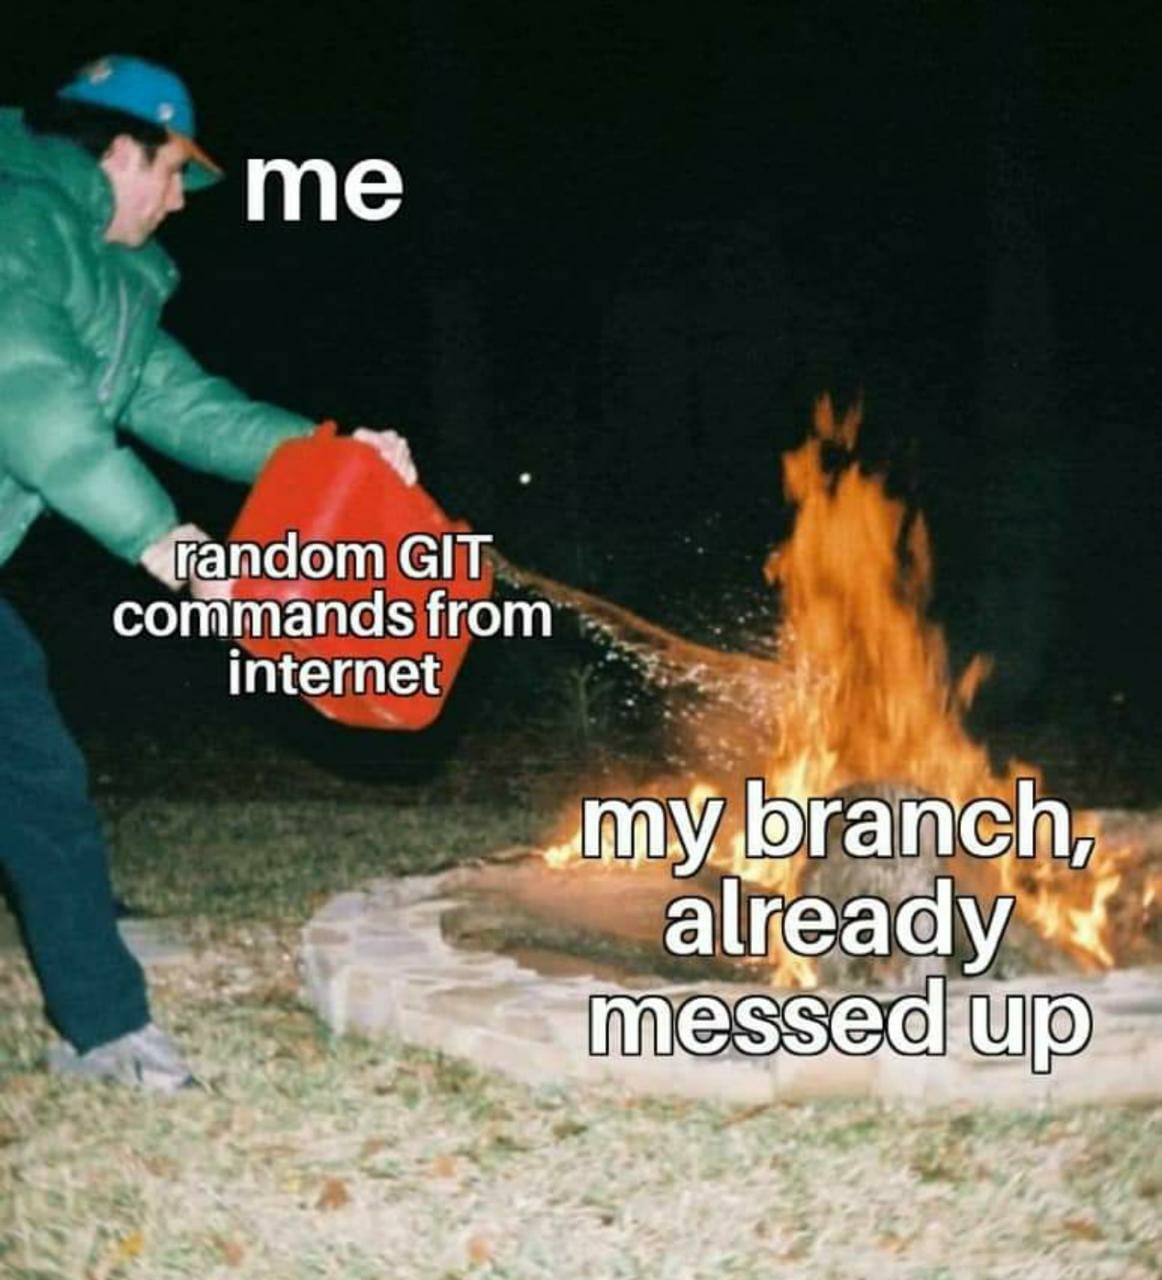 me
random GIT
commands from
internet
my branch,
already
messed up